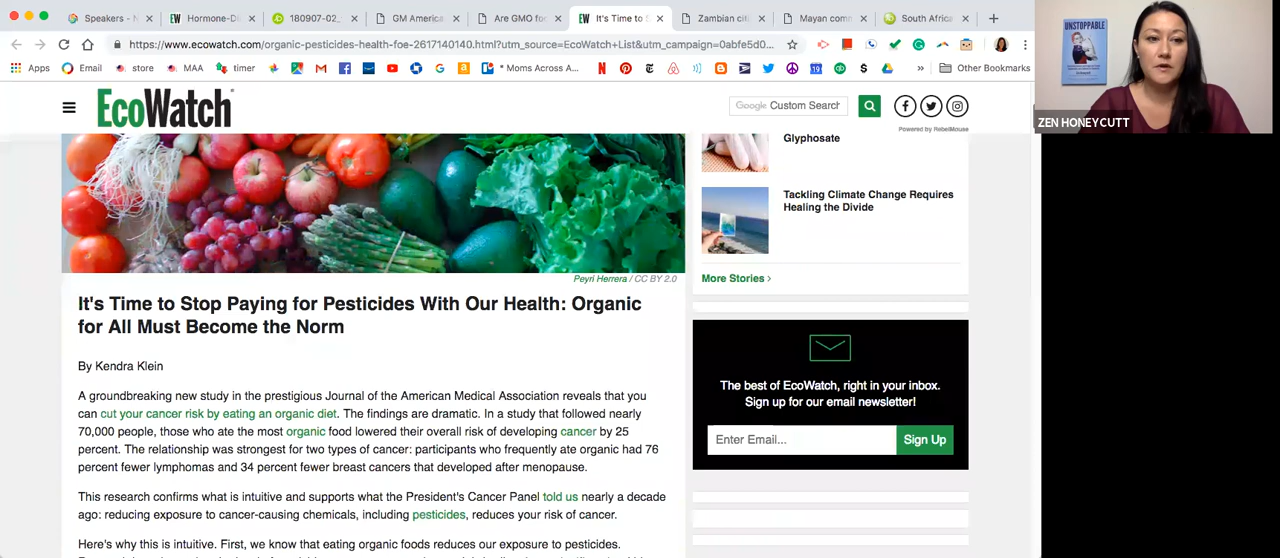 Speakers - N
Hormone-Di
180907-02_
GM America
Are GMO fo
It's Time to S
Zambian citi
Mayan comm
South Africa
https://www.ecowatch.com/organic-pesticides-health-foe-2617140140.html?utm_source=EcoWatch+List&utm_campaign=0abfe5d0...
Apps
Email
store
MAA
timer
* Moms Across A...
Other Bookmarks
EcoWatch
Google Custom Search
Powered by RebelMouse
UNSTOPPABLE
ZEN HONEYCUTT
Glyphosate
Tackling Climate Change Requires
Healing the Divide
More Stories ›
Peyri Herrera / CC BY 2.0
It's Time to Stop Paying for Pesticides With Our Health: Organic
for All Must Become the Norm
By Kendra Klein
A groundbreaking new study in the prestigious Journal of the American Medical Association reveals that you
can cut your cancer risk by eating an organic diet. The findings are dramatic. In a study that followed nearly
70,000 people, those who ate the most organic food lowered their overall risk of developing cancer by 25
percent. The relationship was strongest for two types of cancer: participants who frequently ate organic had 76
percent fewer lymphomas and 34 percent fewer breast cancers that developed after menopause.
This research confirms what is intuitive and supports what the President's Cancer Panel told us nearly a decade
ago: reducing exposure to cancer-causing chemicals, including pesticides, reduces your risk of cancer.
Here's why this is intuitive. First, we know that eating organic foods reduces our exposure to pesticides.
The best of EcoWatch, right in your inbox.
Sign up for our email newsletter!
Enter Email...
Sign Up